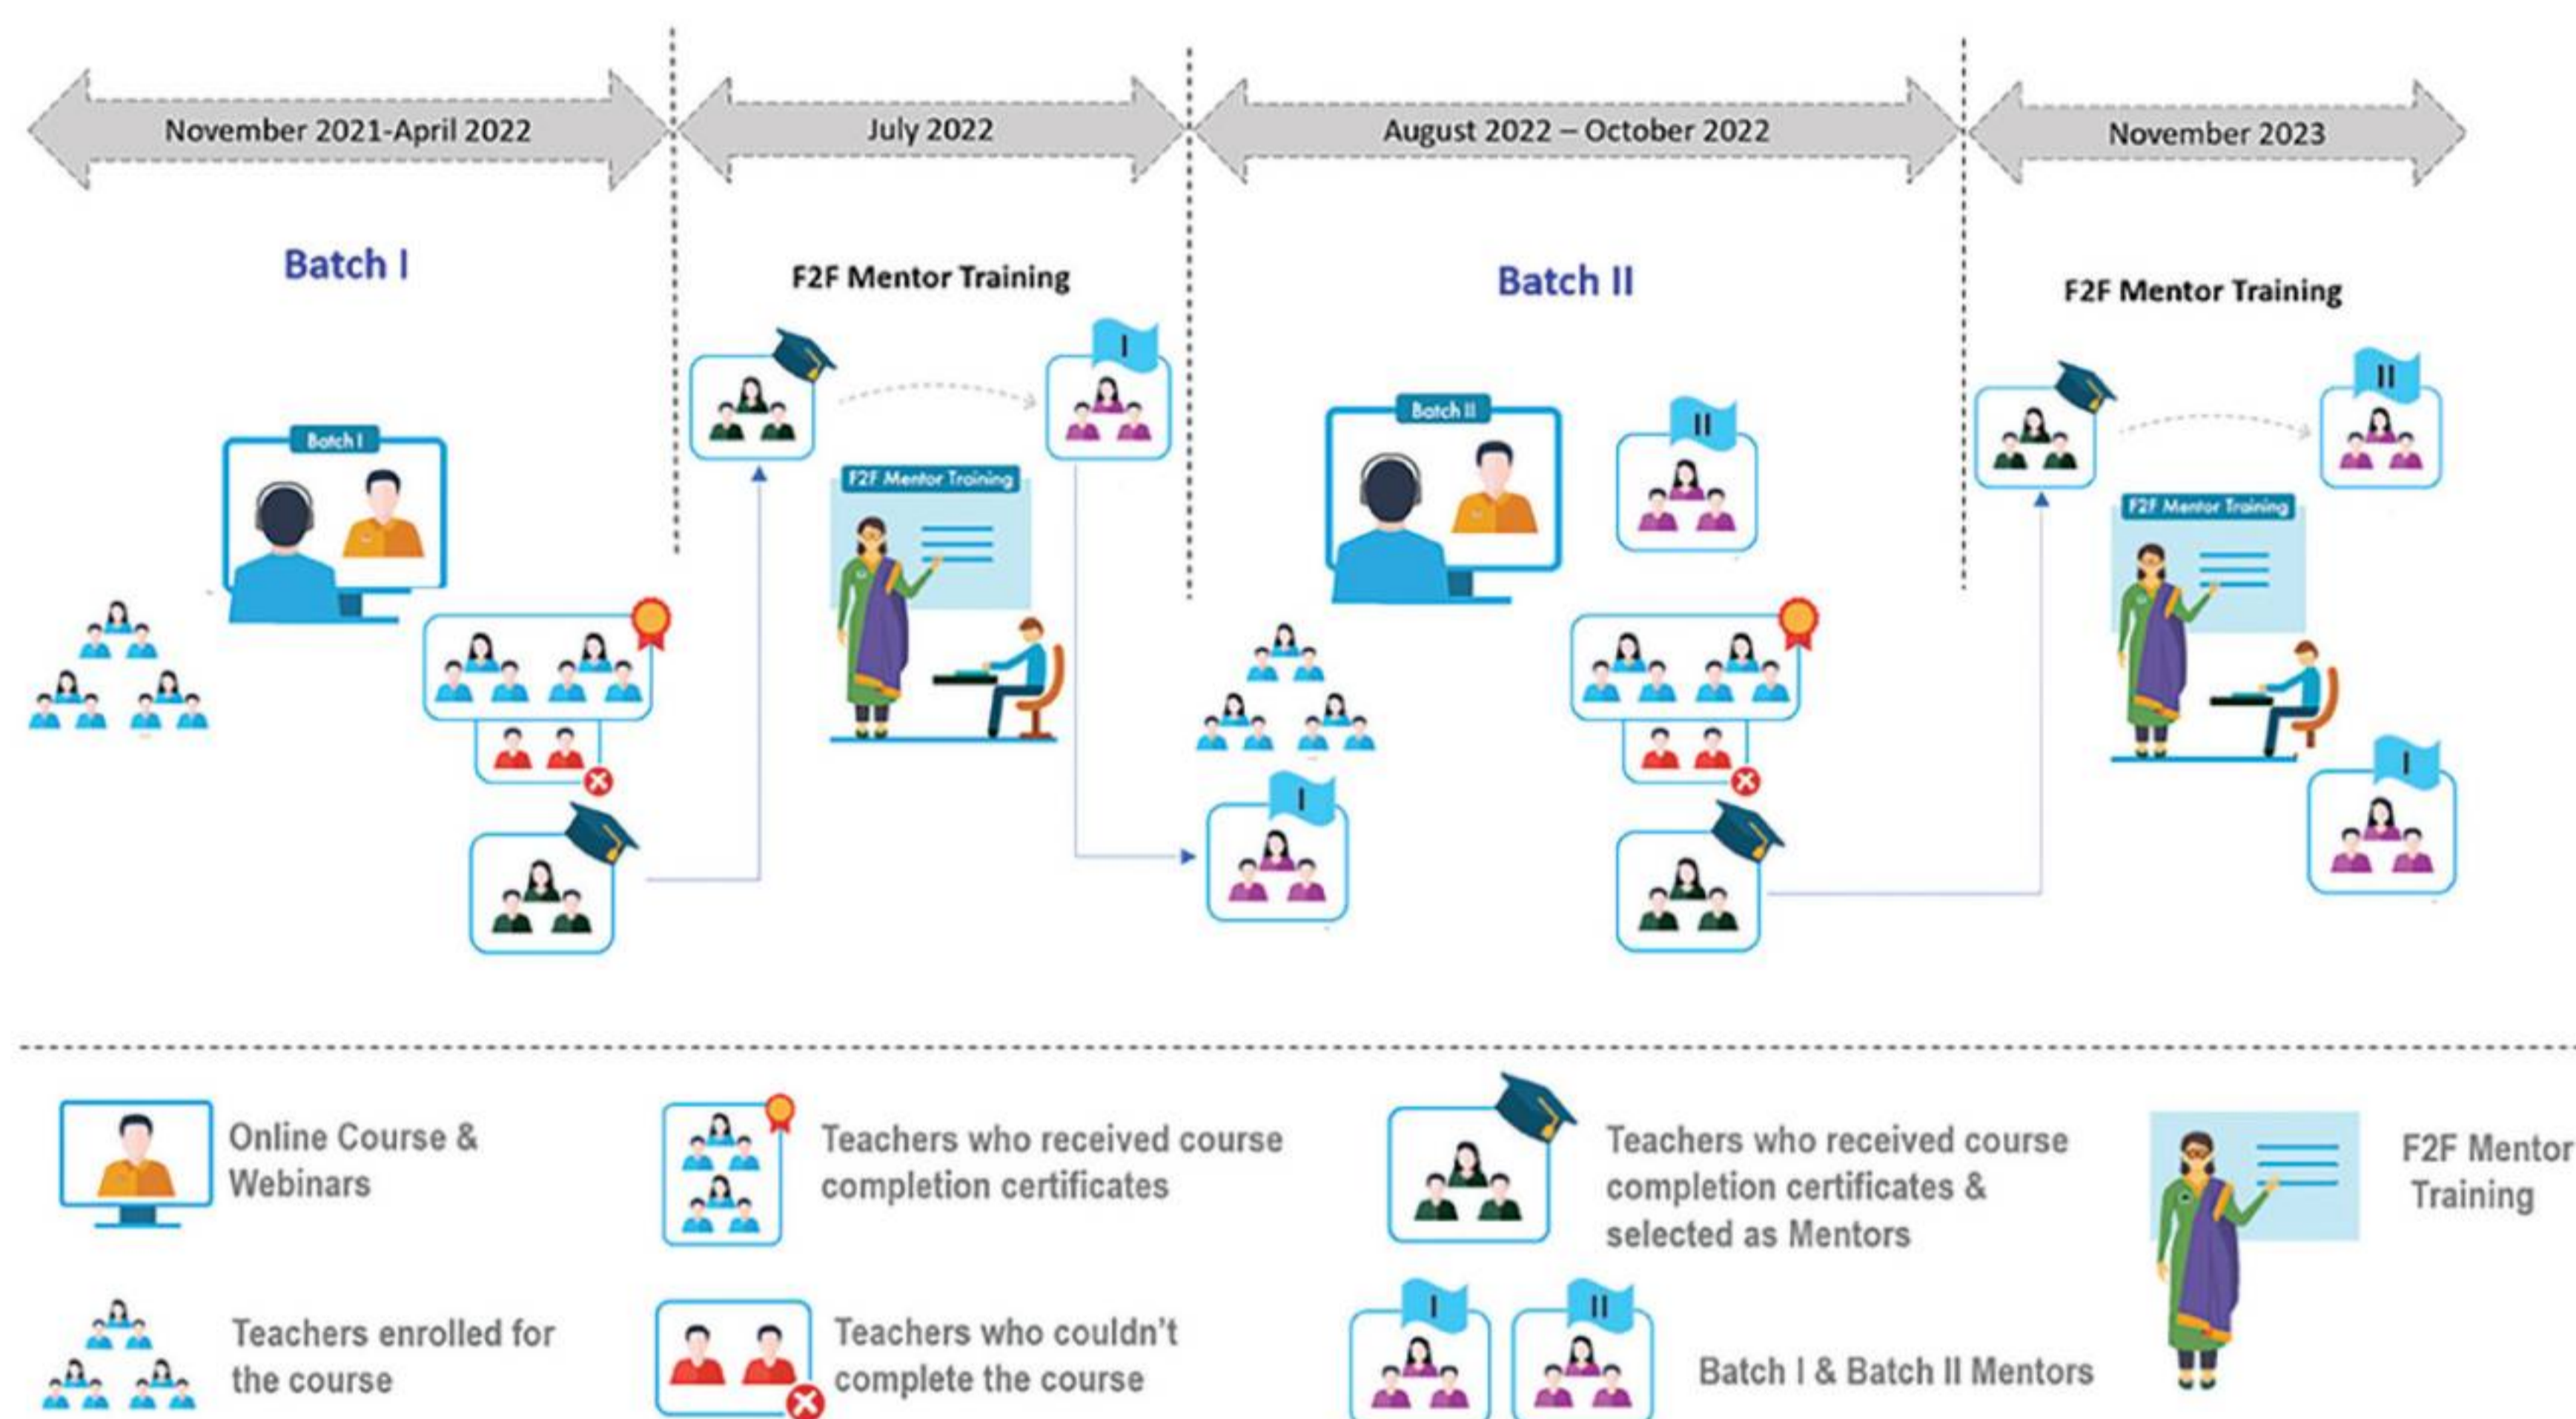 November 2021-April 2022
July 2022
August 2022 – October 2022
November 2023
Batch I
F2F Mentor Training
Batch II
F2F Mentor Training
Batch I
I
F2F Mentor Training
Batch II
II
I
II
F2F Mentor Training
I
Online Course &
Webinars
Teachers who received course
completion certificates
Teachers who received course
completion certificates &
selected as Mentors
F2F Mentor
Training
Teachers enrolled for
the course
Teachers who couldn't
complete the course
I
II
Batch I & Batch II Mentors